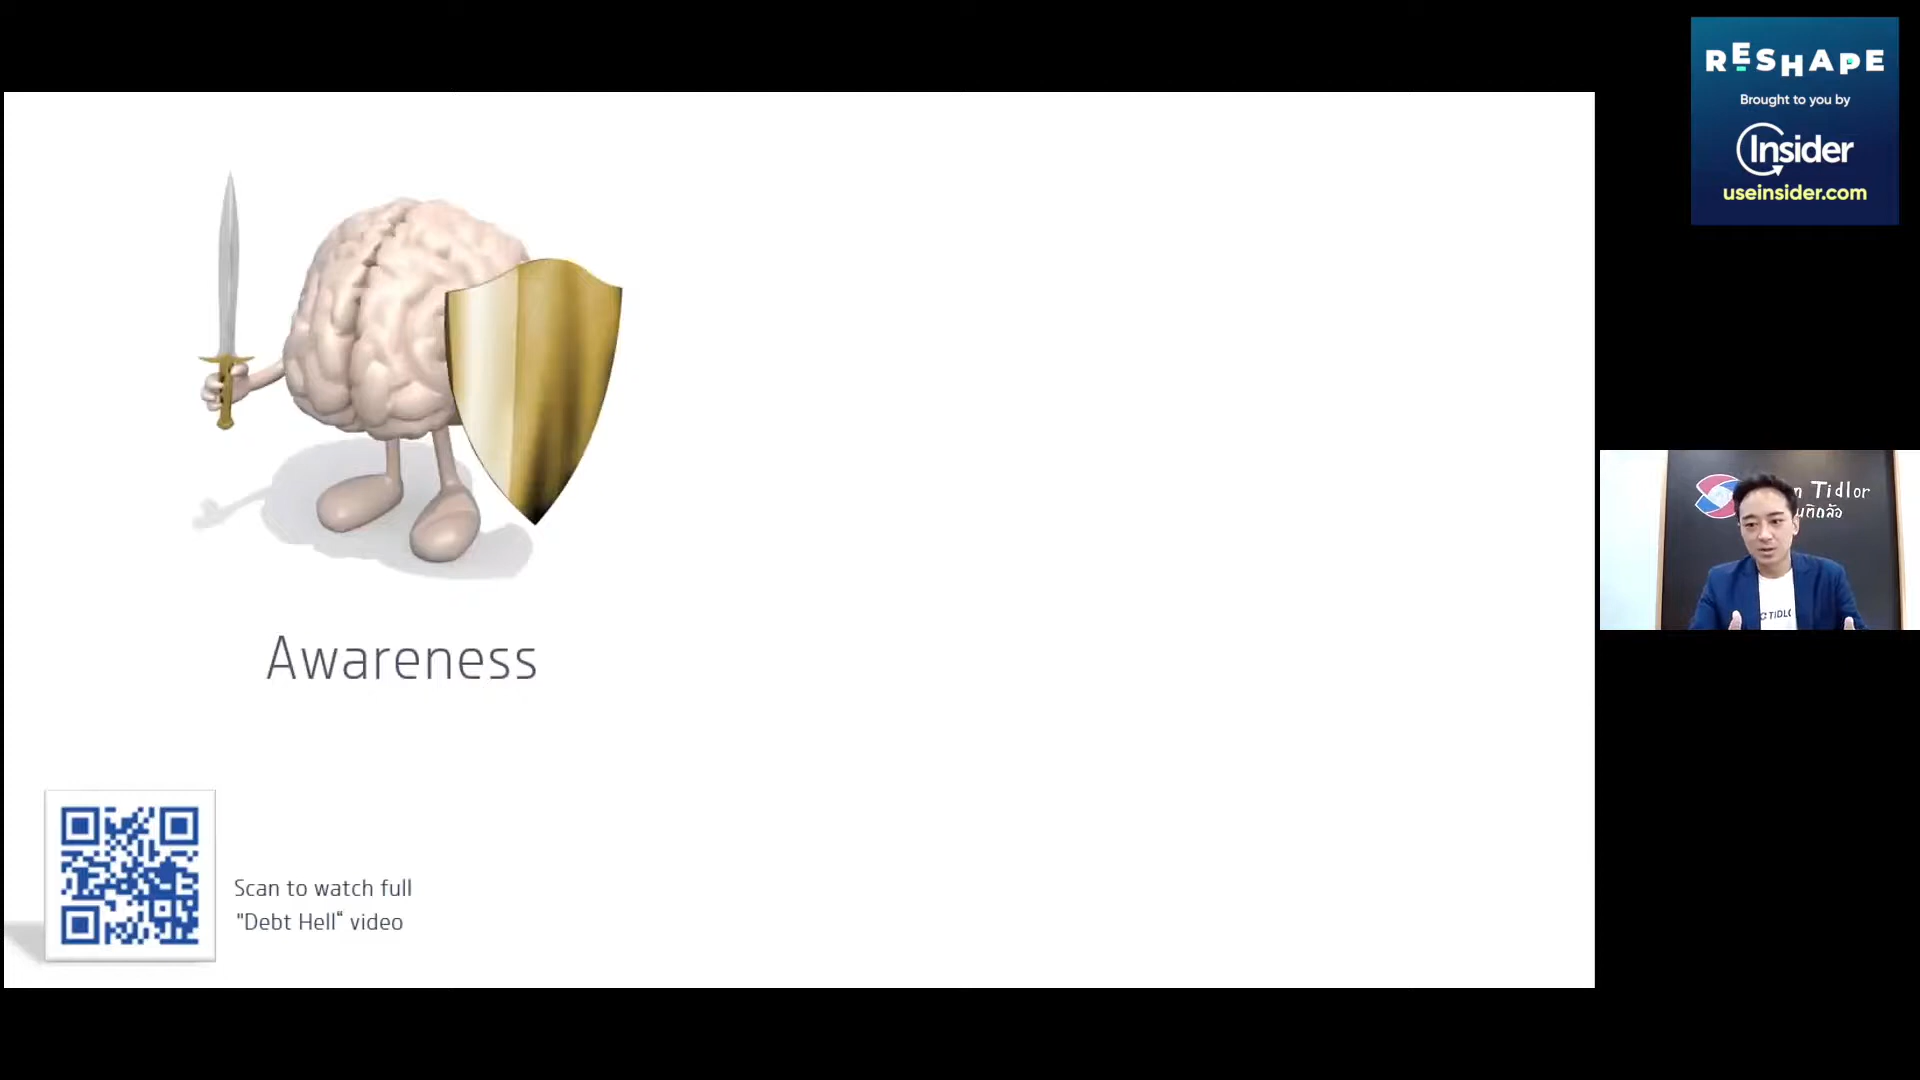 RESHAPE
Brought to you by
Insider
useinsider.com
Tidlor
Awareness
Scan to watch full
"Debt Hell“ video